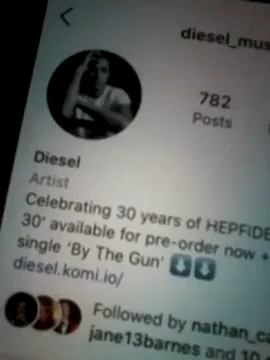 diesel_mus
782
Posts
Diesel
Artist
Celebrating 30 years of HEPFIDE
30' available for pre-order now +
single 'By The Gun' ⬇️⬇️
diesel.komi.io/
Followed by nathan_ca
jane13barnes and 10